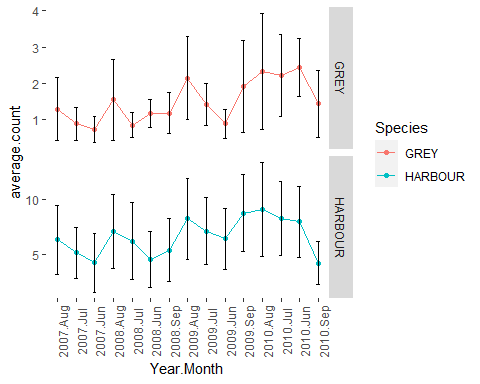 4
3
2
1
GREY
average.count
10
5
HARBOUR
2007.Aug
2007.Jul
2007.Jun
2008.Aug
2008.Jul
2008.Jun
2008.Sep
2009.Aug
2009.Jul
2009.Jun
2009.Sep
2010.Aug
2010.Jul
2010.Jun
2010.Sep
Year.Month
Species
GREY
HARBOUR